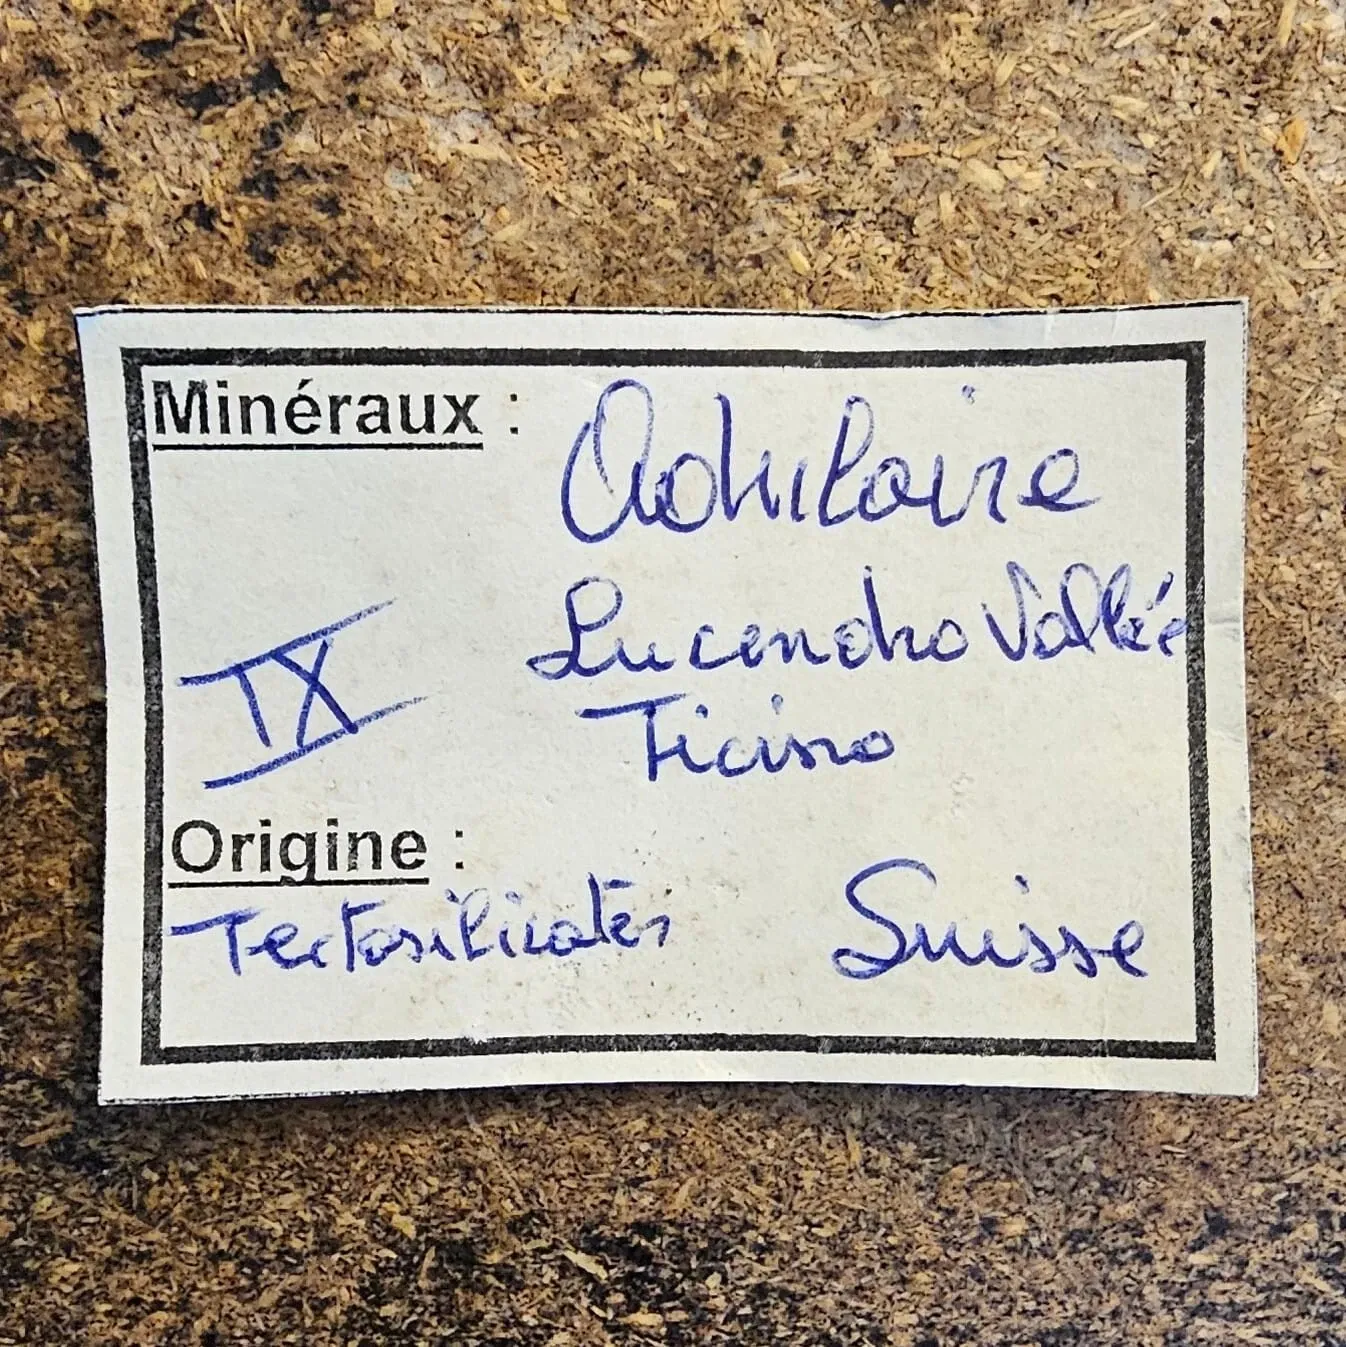 Minéraux : Adulaire
Lucendro Vallée
IX
Ticino
Origine :
Tectosilicates Suisse